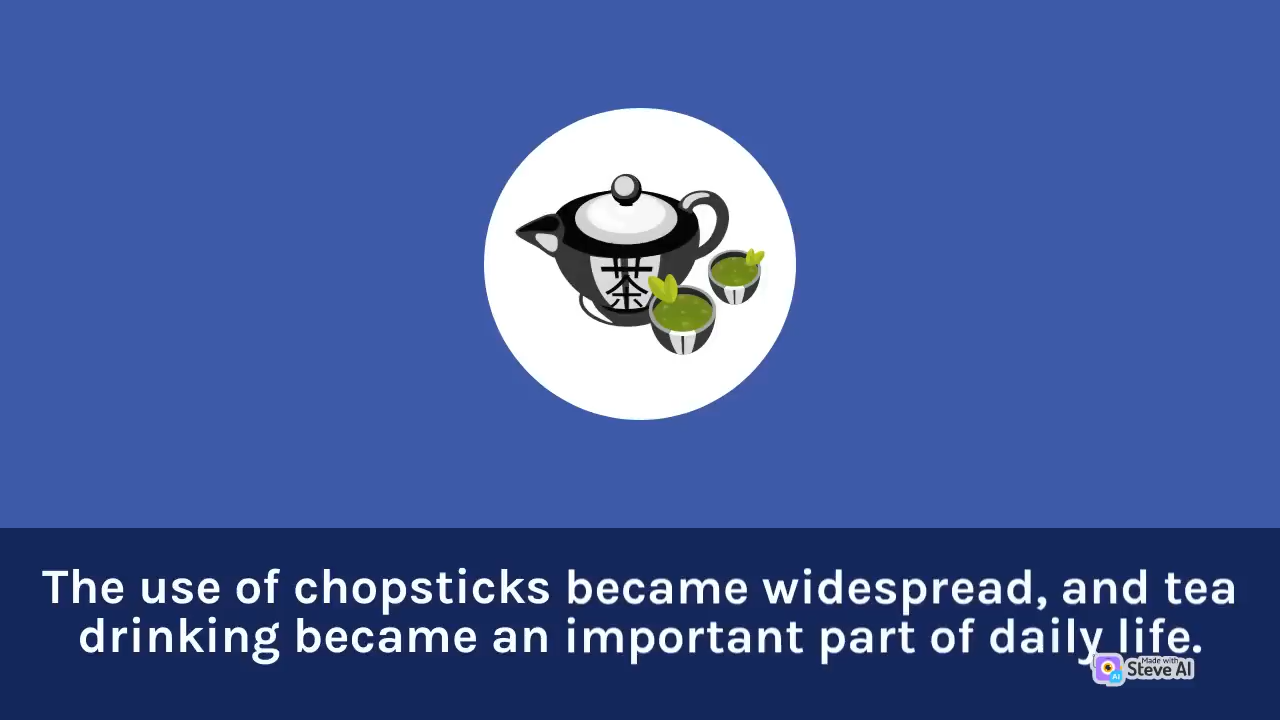 茶
The use of chopsticks became widespread, and tea
drinking became an important part of daily life.
Made with
Steve AI